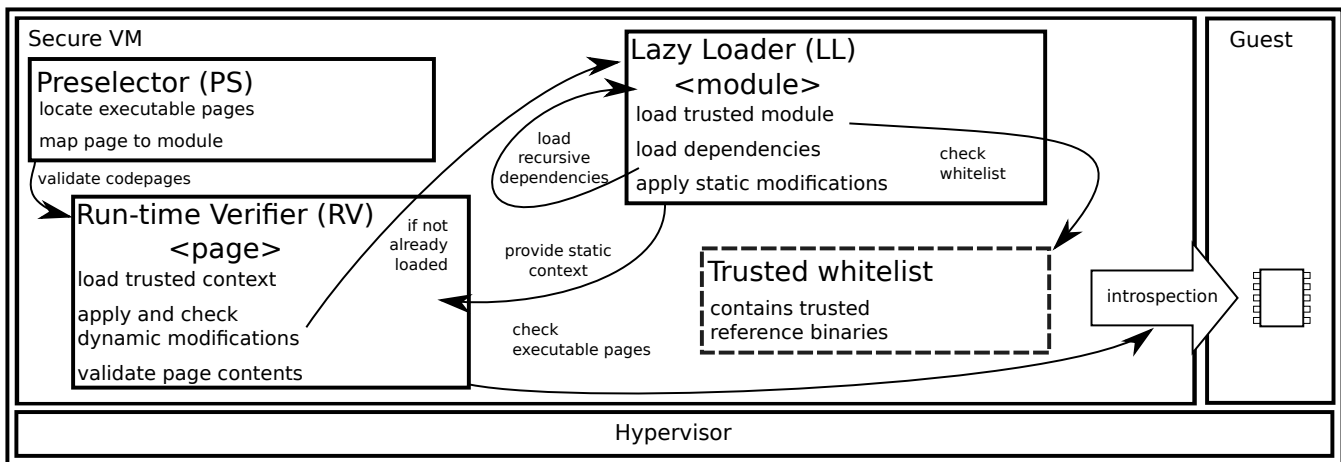 Secure VM
Preselector (PS)
locate executable pages
map page to module
validate codepages
Run-time Verifier (RV)
<page>
load trusted context
apply and check
dynamic modifications
validate page contents
if not
already
loaded
load
recursive
dependencies
Lazy Loader (LL)
<module>
load trusted module
load dependencies
apply static modifications
check
whitelist
provide static
context
check
executable pages
Trusted whitelist
contains trusted
reference binaries
introspection
Guest
Hypervisor